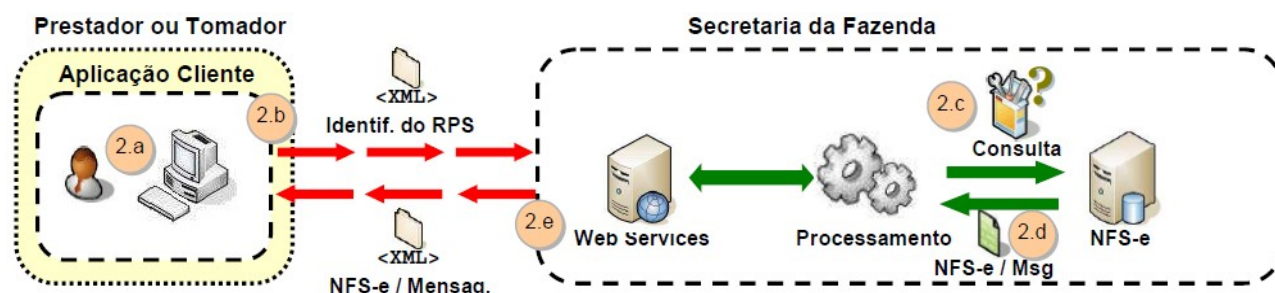 Prestador ou Tomador
Secretaria da Fazenda
Aplicação Cliente
<XML>
Identif. do RPS
2.a
2.b
2.c
Consulta
2.e
Web Services
Processamento
2.d
NFS-e
NFS-e / Msg
<XML>
NFS-e / Mensag.